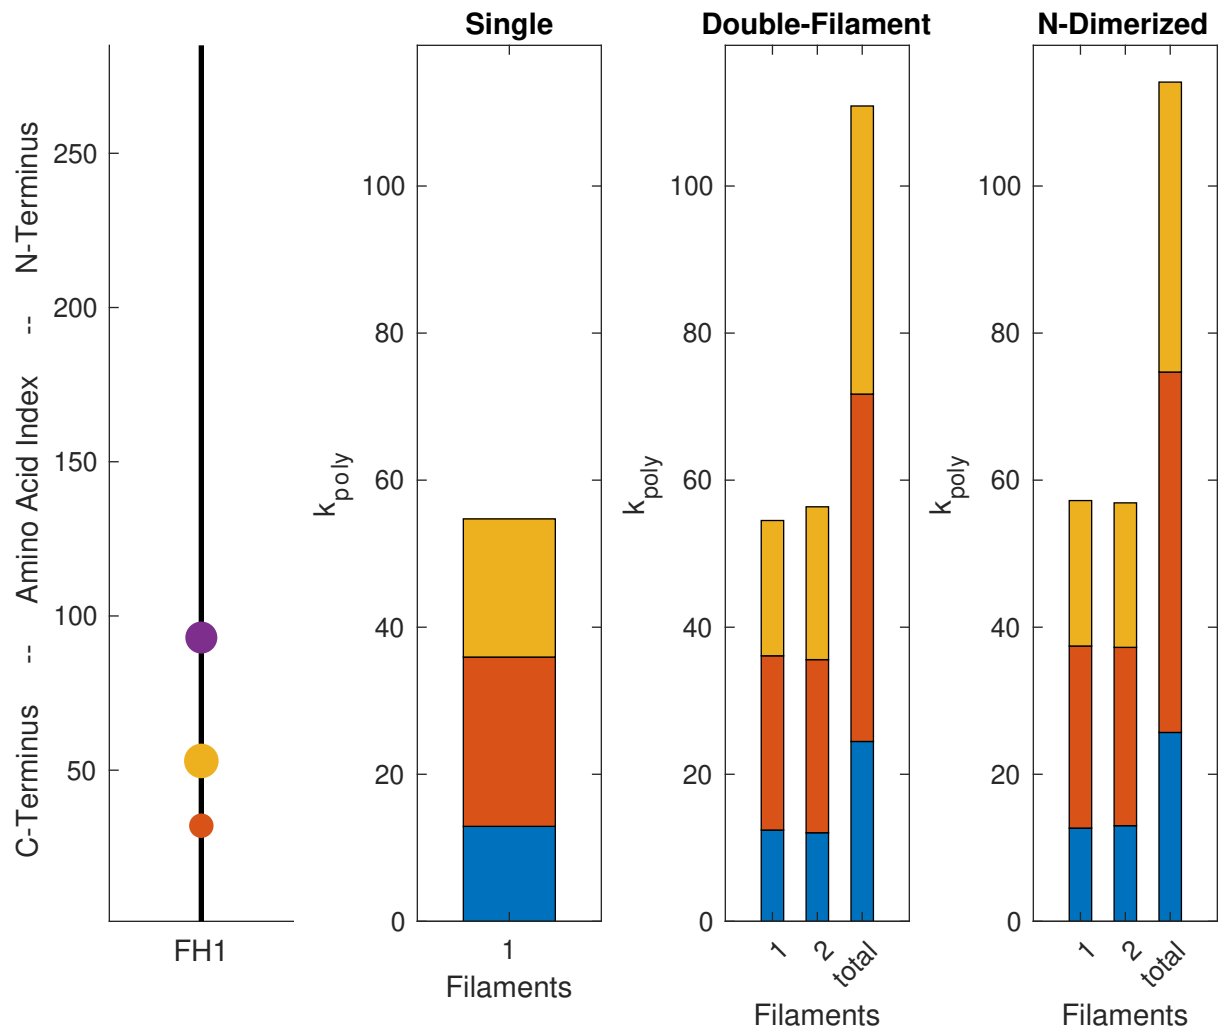 Single
Double-Filament
N-Dimerized
C-Terminus -- Amino Acid Index -- N-Terminus
250
200
150
100
50
FH1
k_poly
100
80
60
40
20
0
1
Filaments
k_poly
100
80
60
40
20
0
1
2
total
Filaments
k_poly
100
80
60
40
20
0
1
2
total
Filaments